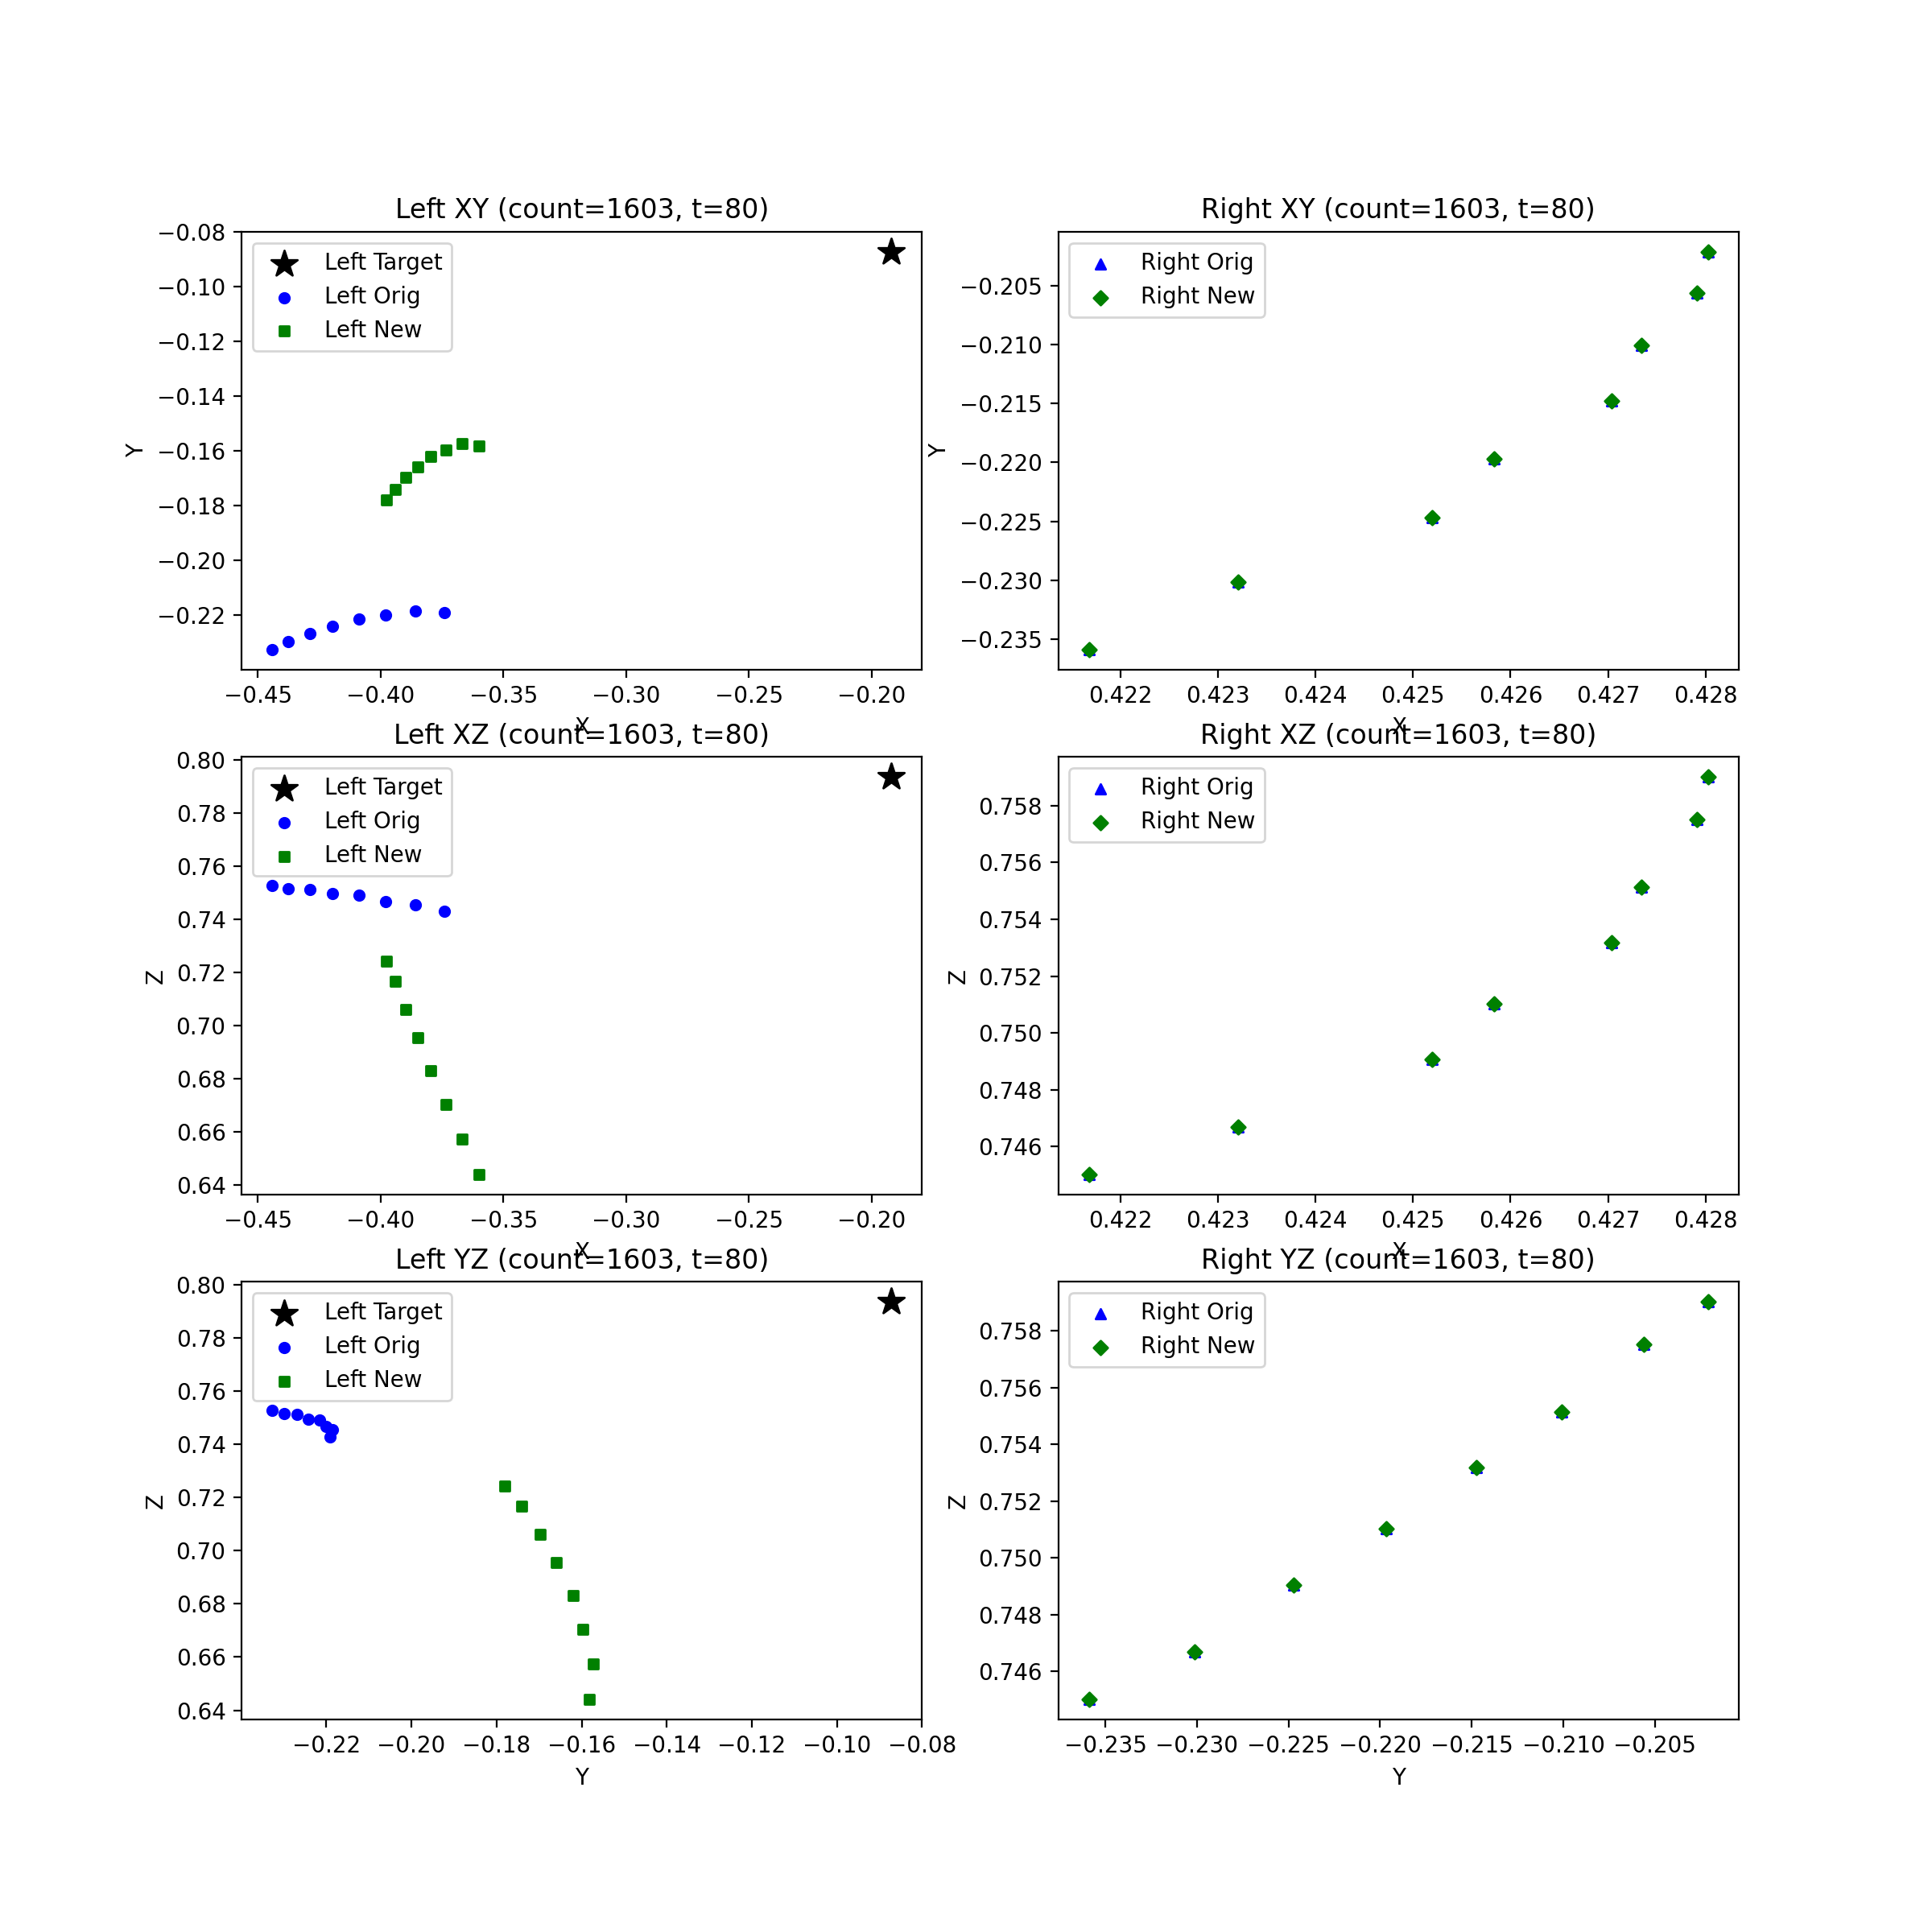 Left XY (count=1603, t=80)
Left Target
Left Orig
Left New
−0.08
−0.10
−0.12
−0.14
−0.16
−0.18
−0.20
−0.22
Y
−0.45
−0.40
−0.35
−0.30
−0.25
−0.20
X
Right XY (count=1603, t=80)
Right Orig
Right New
−0.205
−0.210
−0.215
−0.220
−0.225
−0.230
−0.235
Y
0.422
0.423
0.424
0.425
0.426
0.427
0.428
X
Left XZ (count=1603, t=80)
Left Target
Left Orig
Left New
0.80
0.78
0.76
0.74
0.72
0.70
0.68
0.66
0.64
Z
−0.45
−0.40
−0.35
−0.30
−0.25
−0.20
X
Right XZ (count=1603, t=80)
Right Orig
Right New
0.758
0.756
0.754
0.752
0.750
0.748
0.746
Z
0.422
0.423
0.424
0.425
0.426
0.427
0.428
X
Left YZ (count=1603, t=80)
Left Target
Left Orig
Left New
0.80
0.78
0.76
0.74
0.72
0.70
0.68
0.66
0.64
Z
−0.22
−0.20
−0.18
−0.16
−0.14
−0.12
−0.10
−0.08
Y
Right YZ (count=1603, t=80)
Right Orig
Right New
0.758
0.756
0.754
0.752
0.750
0.748
0.746
Z
−0.235
−0.230
−0.225
−0.220
−0.215
−0.210
−0.205
Y